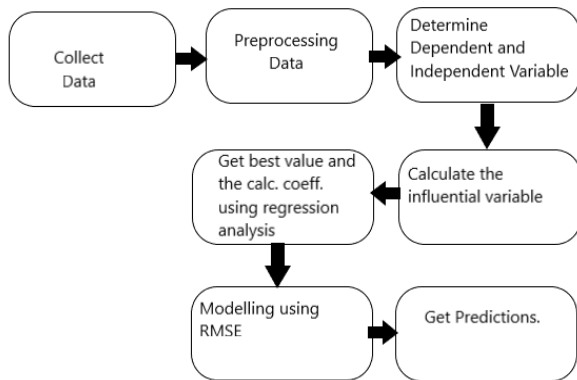 Collect
Data
Preprocessing
Data
Determine
Dependent and
Independent Variable
Calculate the
influential variable
Get best value and
the calc. coeff.
using regression
analysis
Modelling using
RMSE
Get Predictions.